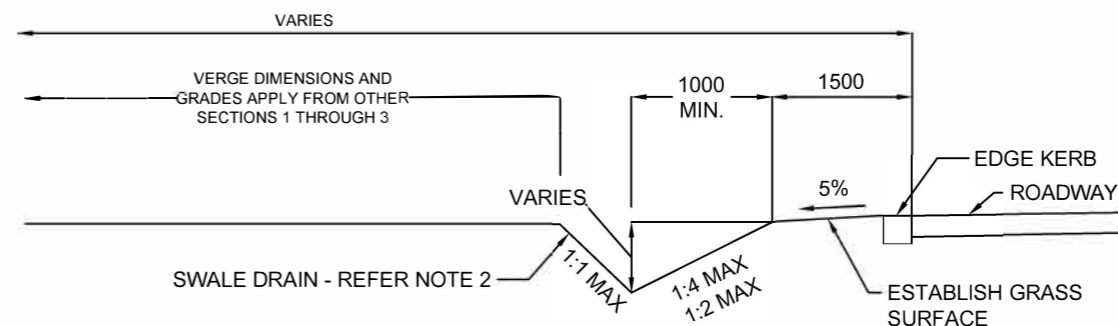 VARIES
VERGE DIMENSIONS AND
GRADES APPLY FROM OTHER
SECTIONS 1 THROUGH 3
1000
MIN.
1500
EDGE KERB
5%
ROADWAY
VARIES
SWALE DRAIN - REFER NOTE 2
1:1 MAX
1:4 MAX
1:2 MAX
ESTABLISH GRASS
SURFACE